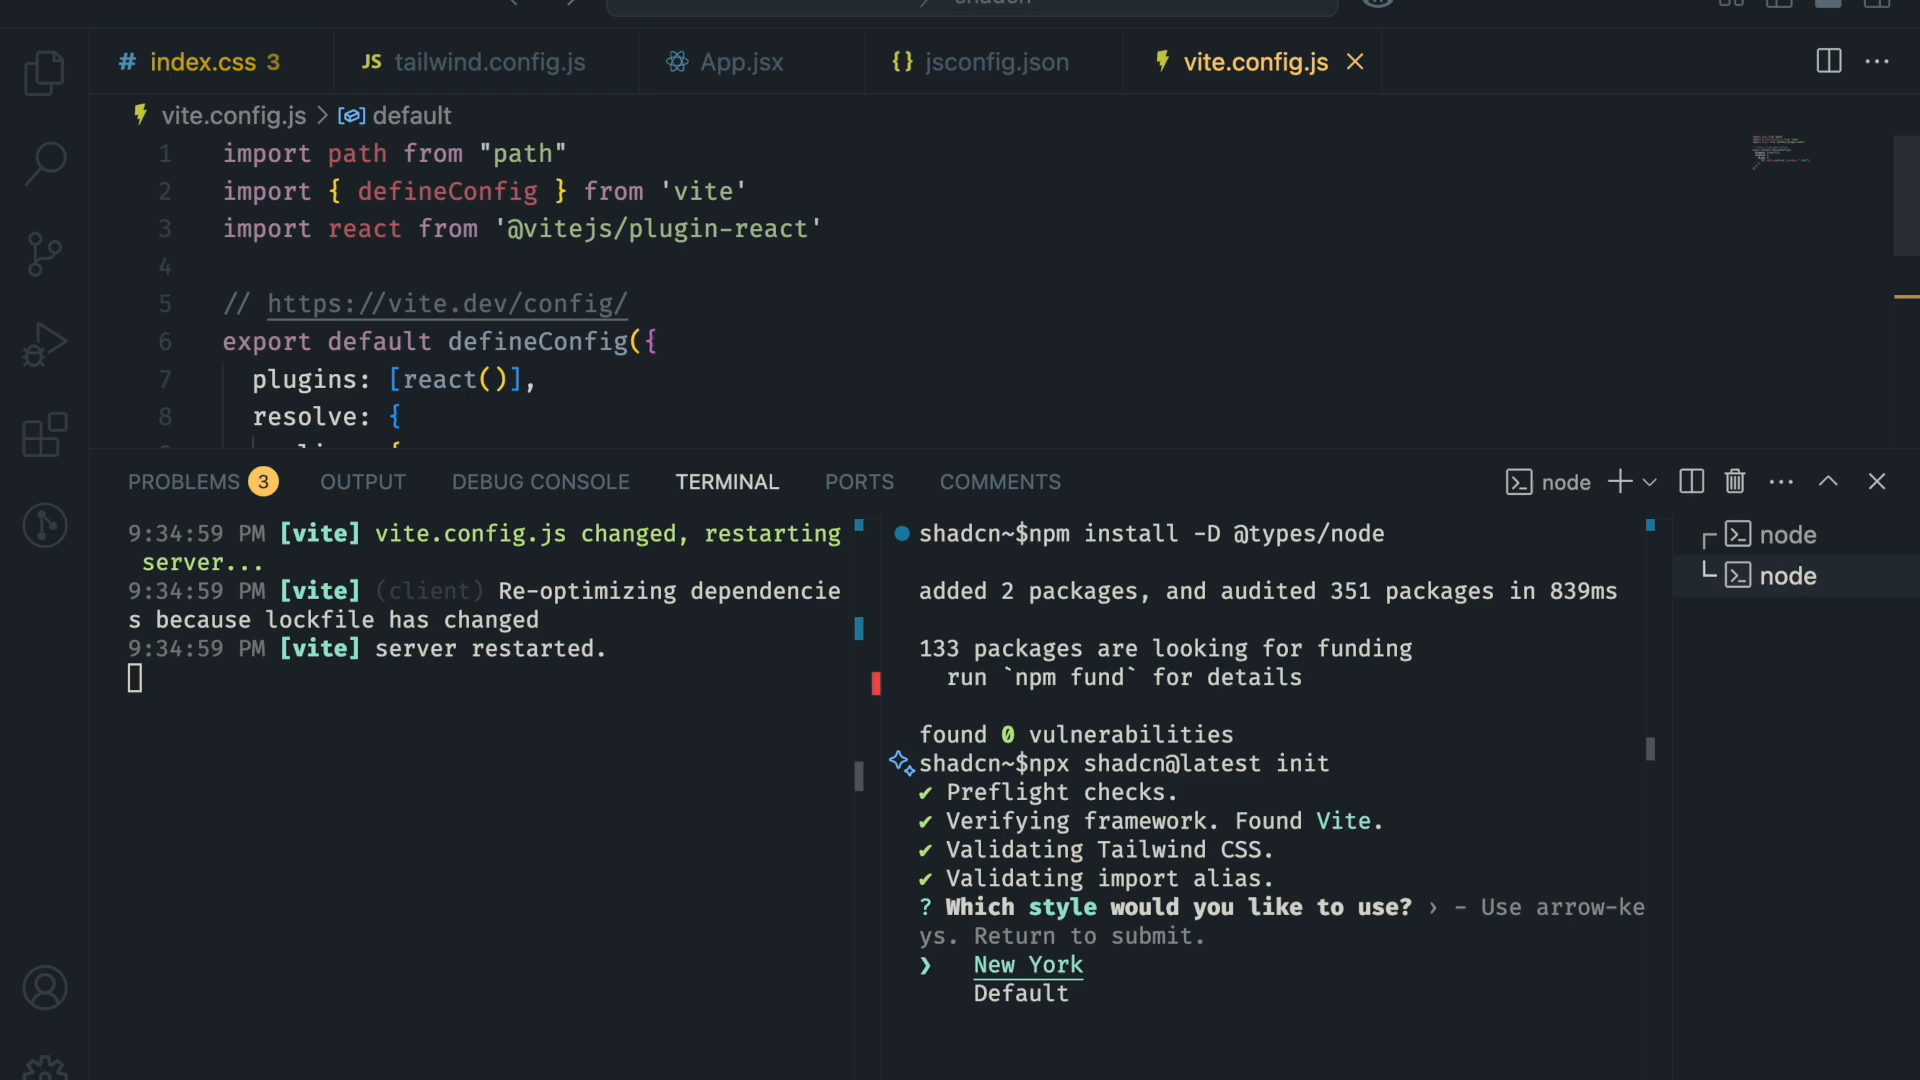 index.css 3
JS tailwind.config.js
App.jsx
{} jsconfig.json
vite.config.js
vite.config.js > default
1 import path from "path"
2 import { defineConfig } from 'vite'
3 import react from '@vitejs/plugin-react'
4
5 // https://vite.dev/config/
6 export default defineConfig({
7 plugins: [react()],
8 resolve: {
PROBLEMS 3 OUTPUT DEBUG CONSOLE TERMINAL PORTS COMMENTS
node
9:34:59 PM [vite] vite.config.js changed, restarting
server...
9:34:59 PM [vite] (client) Re-optimizing dependencie
s because lockfile has changed
9:34:59 PM [vite] server restarted.
shadcn~$npm install -D @types/node
added 2 packages, and audited 351 packages in 839ms
133 packages are looking for funding
run `npm fund` for details
found 0 vulnerabilities
shadcn~$npx shadcn@latest init
✔ Preflight checks.
✔ Verifying framework. Found Vite.
✔ Validating Tailwind CSS.
✔ Validating import alias.
? Which style would you like to use? › - Use arrow-ke
ys. Return to submit.
❯ New York
Default
node
node